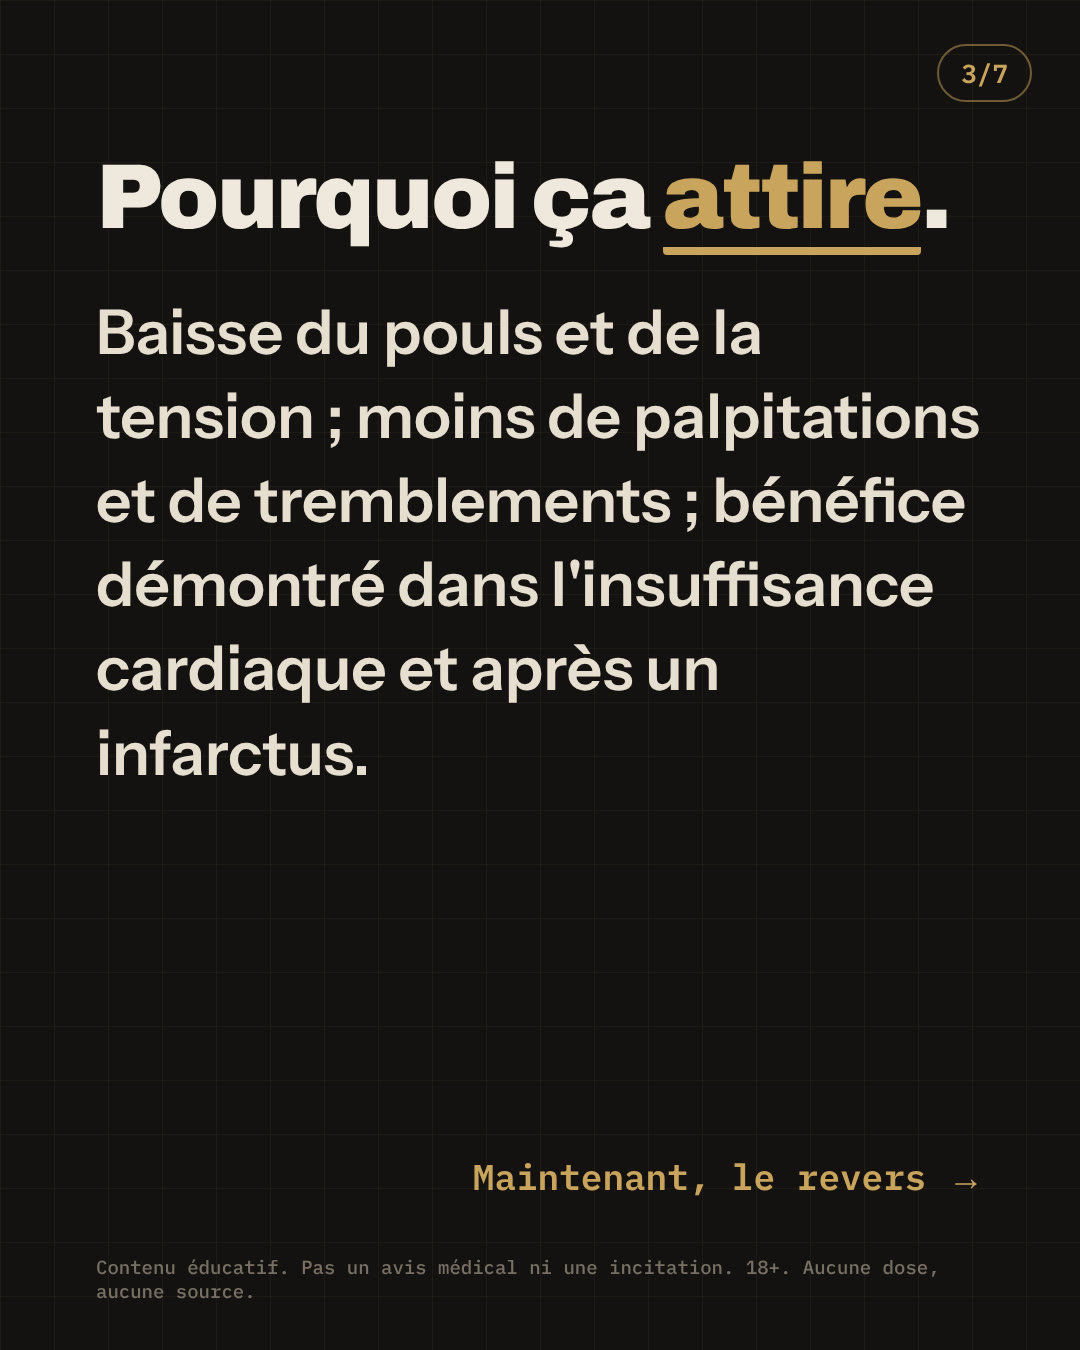 3/7
Pourquoi ça attire.
Baisse du pouls et de la
tension ; moins de palpitations
et de tremblements ; bénéfice
démontré dans l'insuffisance
cardiaque et après un
infarctus.
Maintenant, le revers →
Contenu éducatif. Pas un avis médical ni une incitation. 18+. Aucune dose,
aucune source.